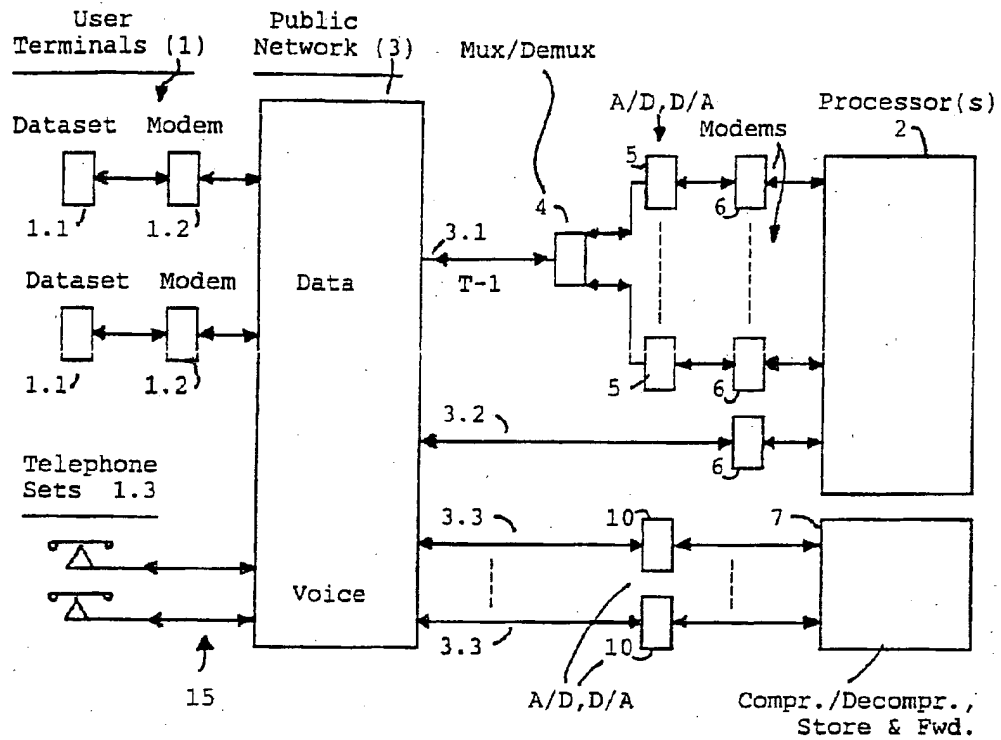 User
Terminals (1)
Public
Network (3)
Mux/Demux
A/D,D/A
Modems
Processor(s)
2
Dataset Modem
5
6
1.1 1.2
4
3.1
T-1
Dataset Modem
Data
1.1 1.2
5
6
3.2
6
Telephone
Sets 1.3
3.3
10
7
Voice
3.3
10
15
A/D,D/A
Compr./Decompr.,
Store & Fwd.